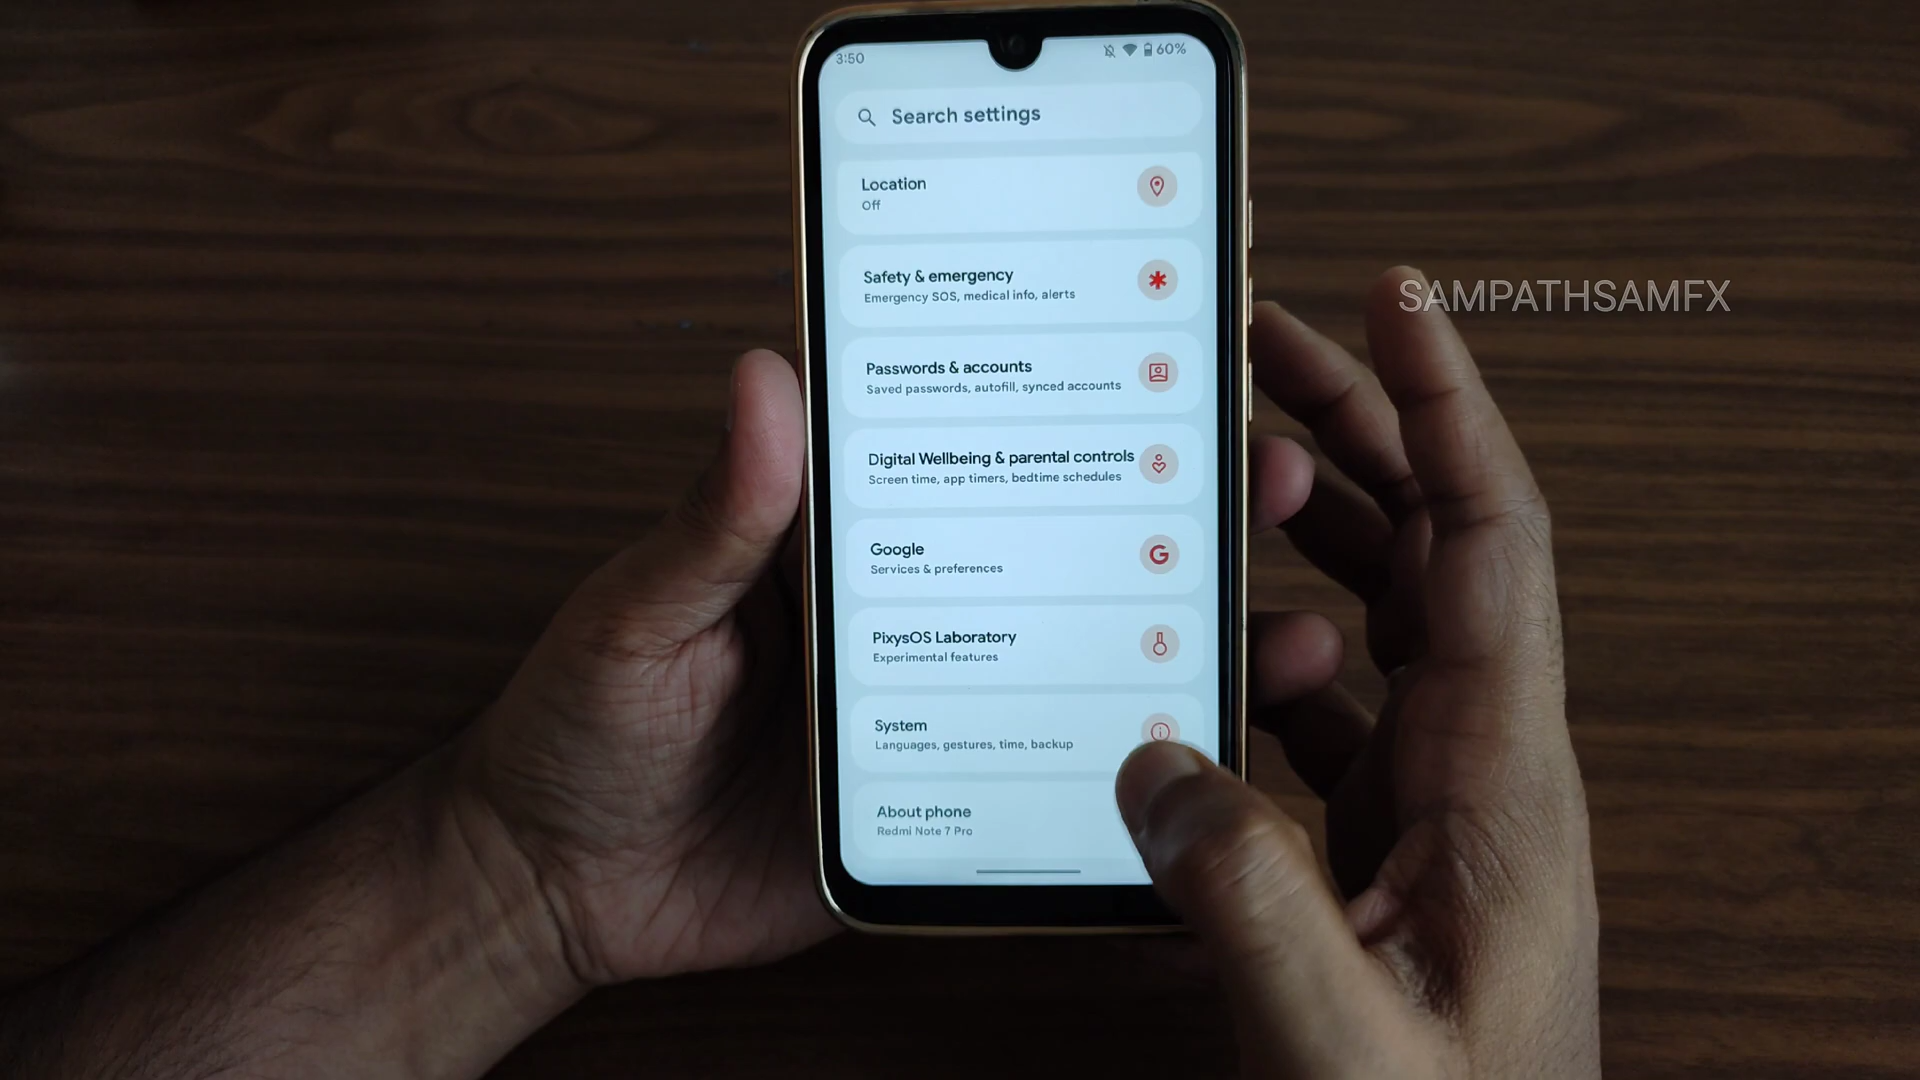 3:50
60%
Search settings
Location
Off
Safety & emergency
Emergency SOS, medical info, alerts
Passwords & accounts
Saved passwords, autofill, synced accounts
Digital Wellbeing & parental controls
Screen time, app timers, bedtime schedules
Google
Services & preferences
PixysOS Laboratory
Experimental features
System
Languages, gestures, time, backup
About phone
Redmi Note 7 Pro
SAMPATHSAMFX